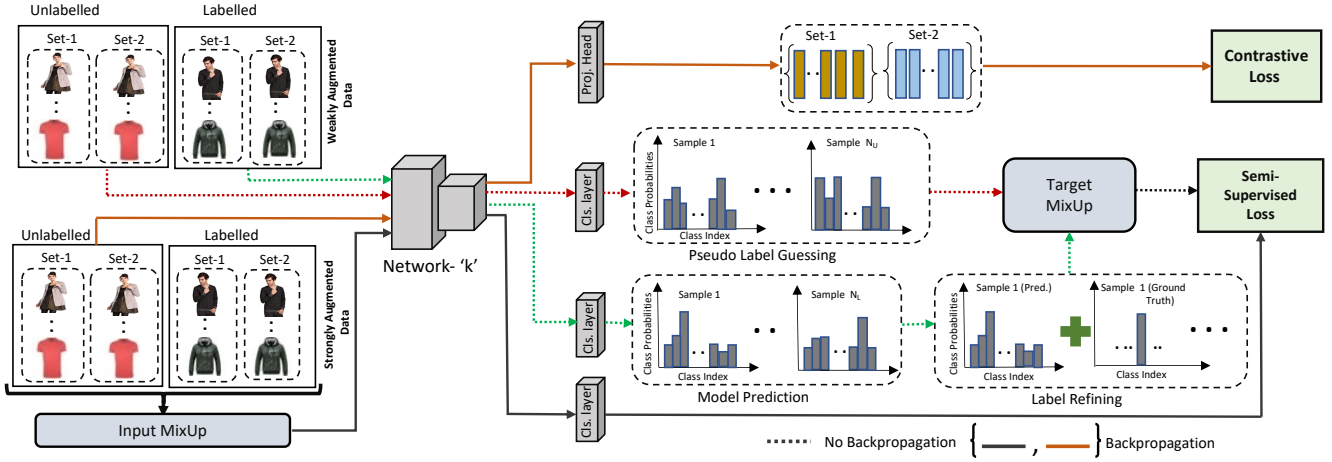 Unlabelled
Labelled
Set-1
Set-2
Set-1
Set-2
Weakly Augmented
Data
Unlabelled
Labelled
Set-1
Set-2
Set-1
Set-2
Strongly Augmented
Data
Input MixUp
Network- ‘k’
Proj. Head
Set-1
Set-2
Contrastive
Loss
Cls. layer
Sample 1
Sample N_U
Class Probabilities
Class Index
Pseudo Label Guessing
Target
MixUp
Semi-
Supervised
Loss
Cls. layer
Sample 1
Sample N_L
Class Probabilities
Class Index
Model Prediction
Sample 1 (Pred.)
Sample 1 (Ground
Truth)
Class Probabilities
Class Index
Class Index
Label Refining
Cls. layer
No Backpropagation
{ , } Backpropagation